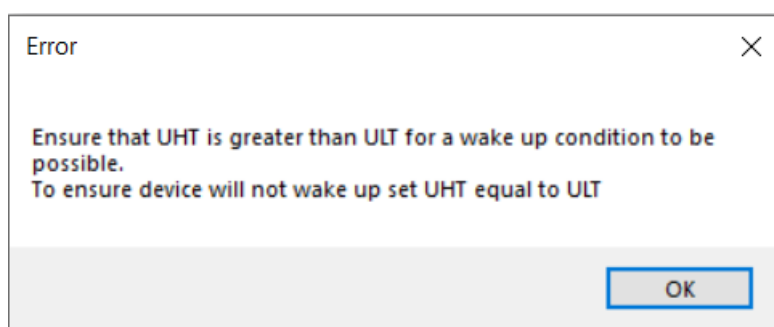 Error
Ensure that UHT is greater than ULT for a wake up condition to be
possible.
To ensure device will not wake up set UHT equal to ULT
OK